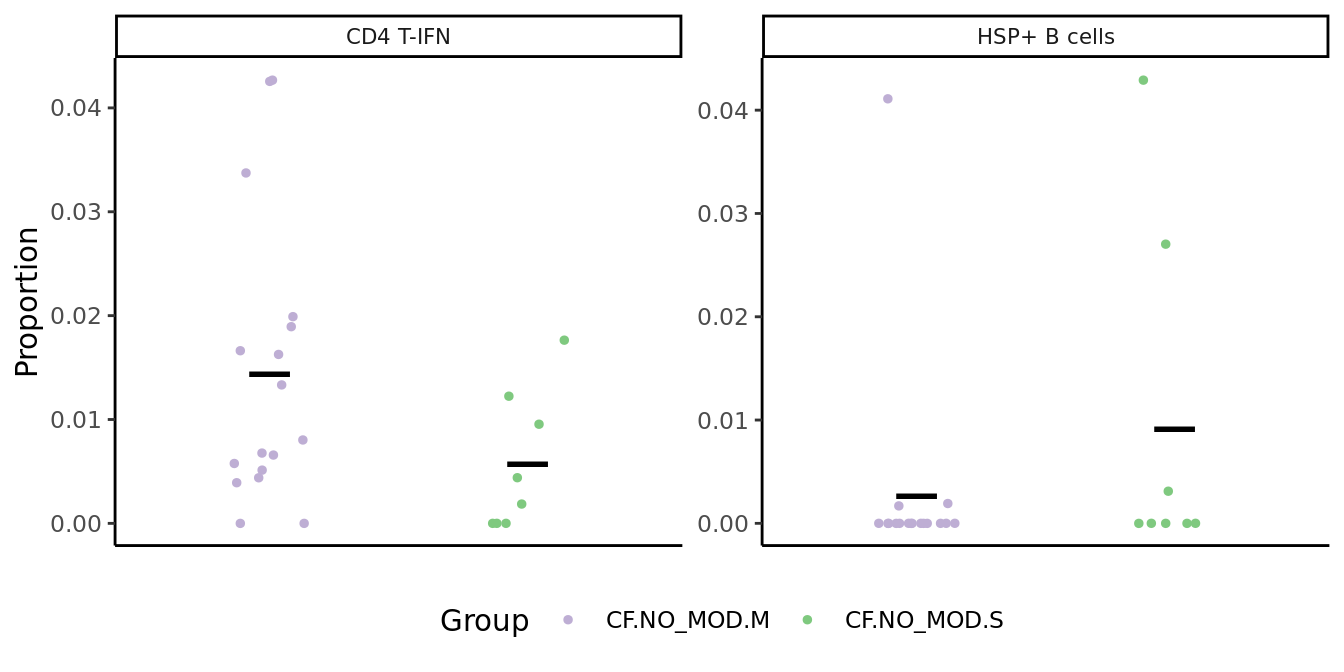 CD4 T-IFN
HSP+ B cells
Proportion
0.04
0.03
0.02
0.01
0.00
0.04
0.03
0.02
0.01
0.00
Group CF.NO_MOD.M CF.NO_MOD.S